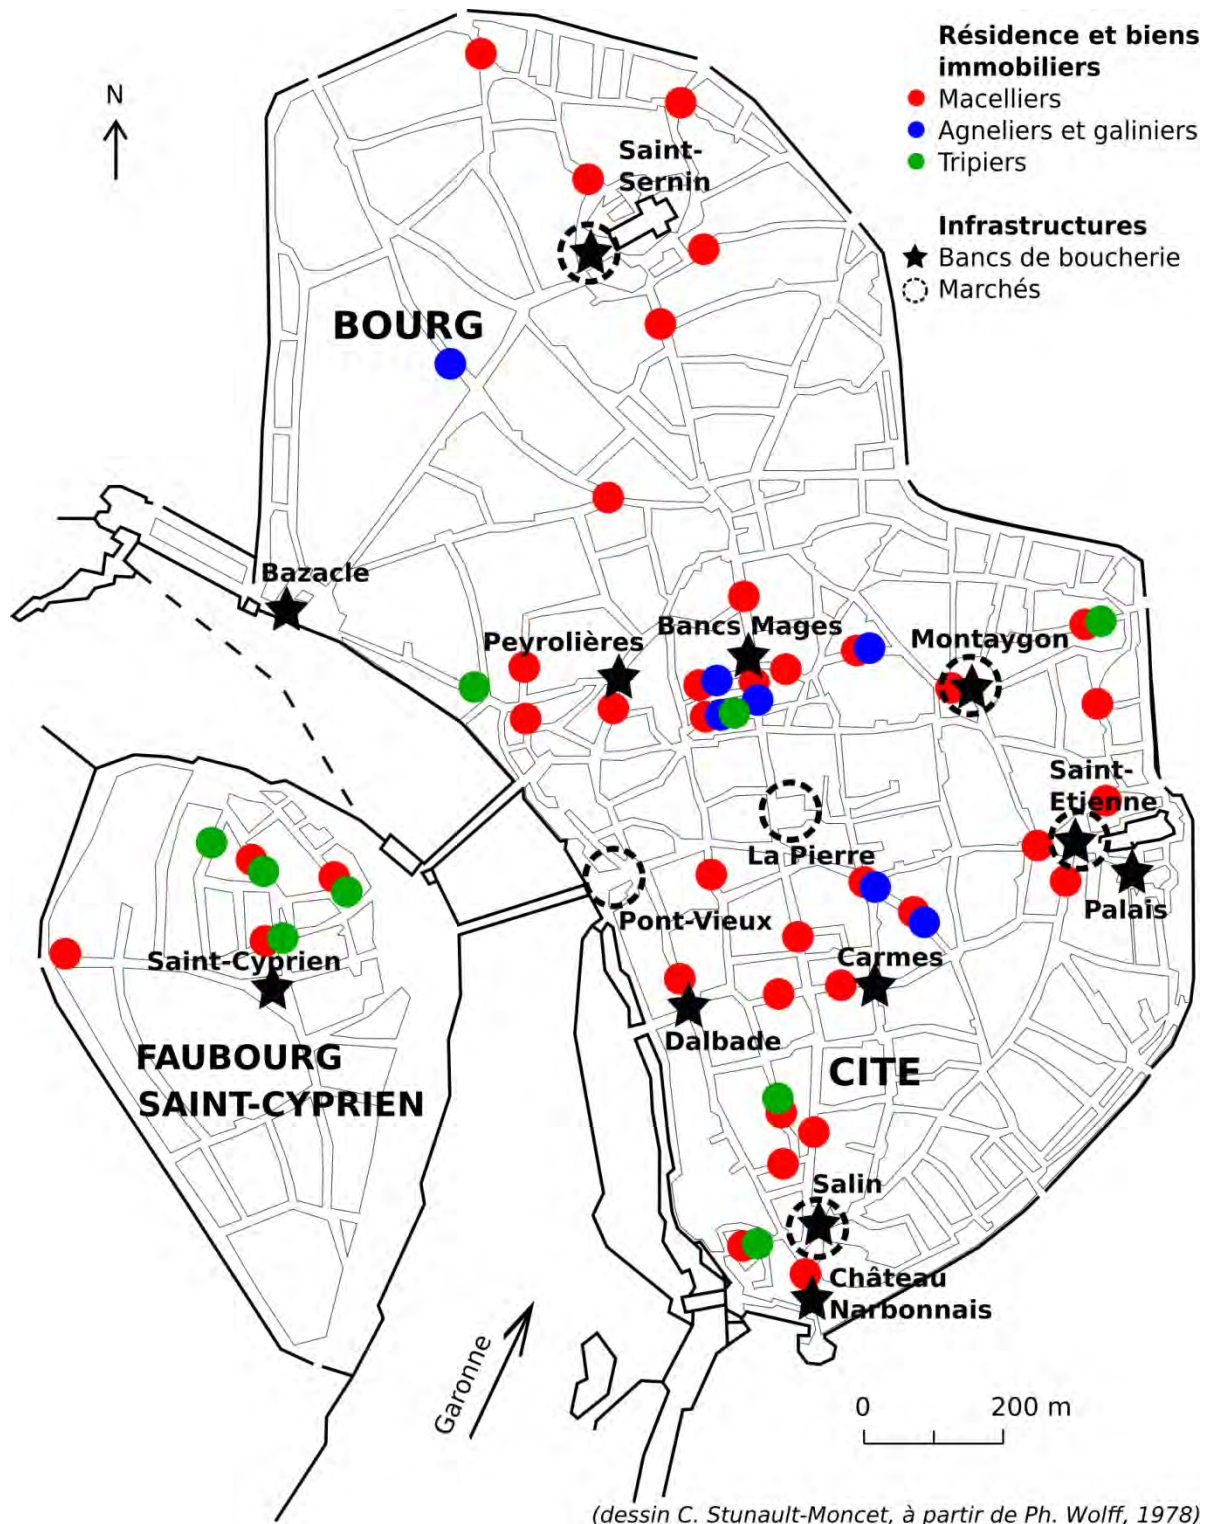 Résidence et biens
immobiliers
Macelliers
Agneliers et galiniers
Tripiers
Infrastructures
Bancs de boucherie
Marchés
N
Saint-
Sernin
BOURG
Bazacle
Peyrolières
Bancs Mages
Montaygon
Saint-
Etienne
La Pierre
Palais
Pont-Vieux
Carmes
Saint-Cyprien
Dalbade
FAUBOURG
SAINT-CYPRIEN
CITE
Salin
Château
Narbonnais
Garonne
0 200 m
(dessin C. Stunault-Moncet, à partir de Ph. Wolff, 1978)